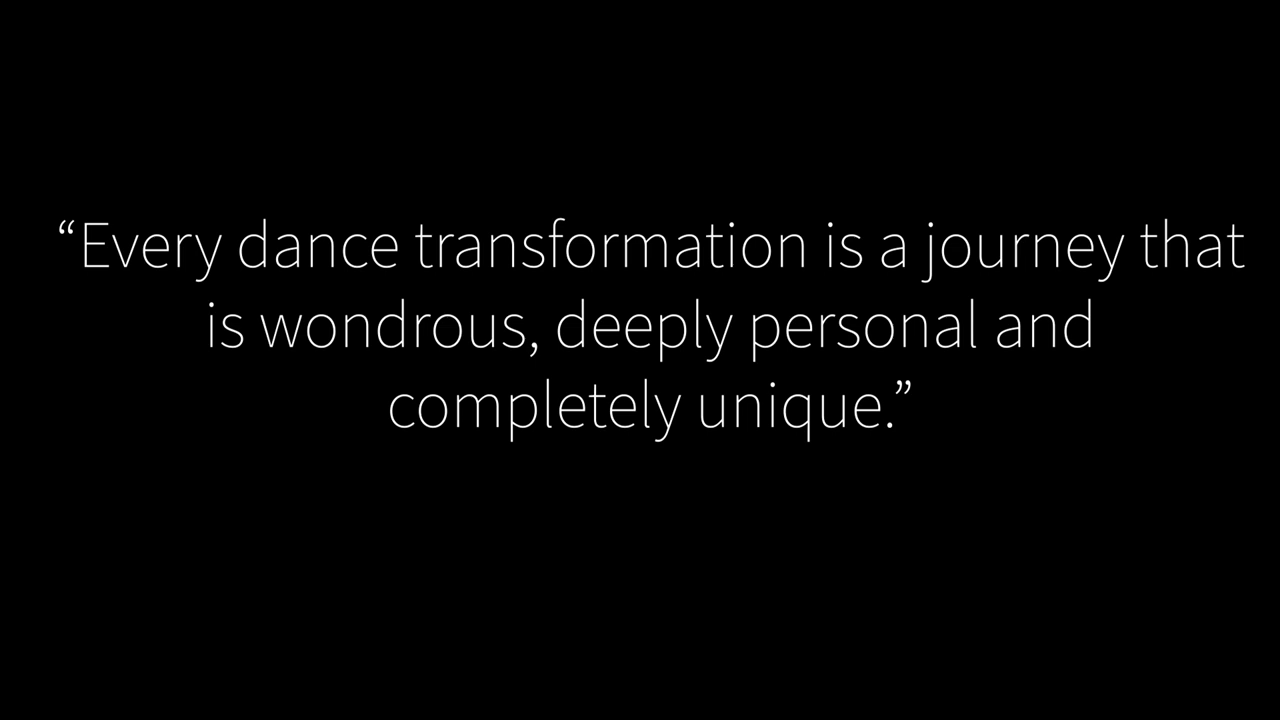 “Every dance transformation is a journey that
is wondrous, deeply personal and
completely unique.”